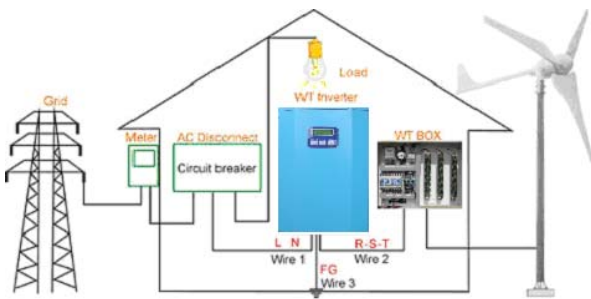 Grid
Meter
AC Disconnect
Circuit breaker
Load
WT Inverter
WT BOX
L N
Wire 1
R-S-T
Wire 2
FG
Wire 3